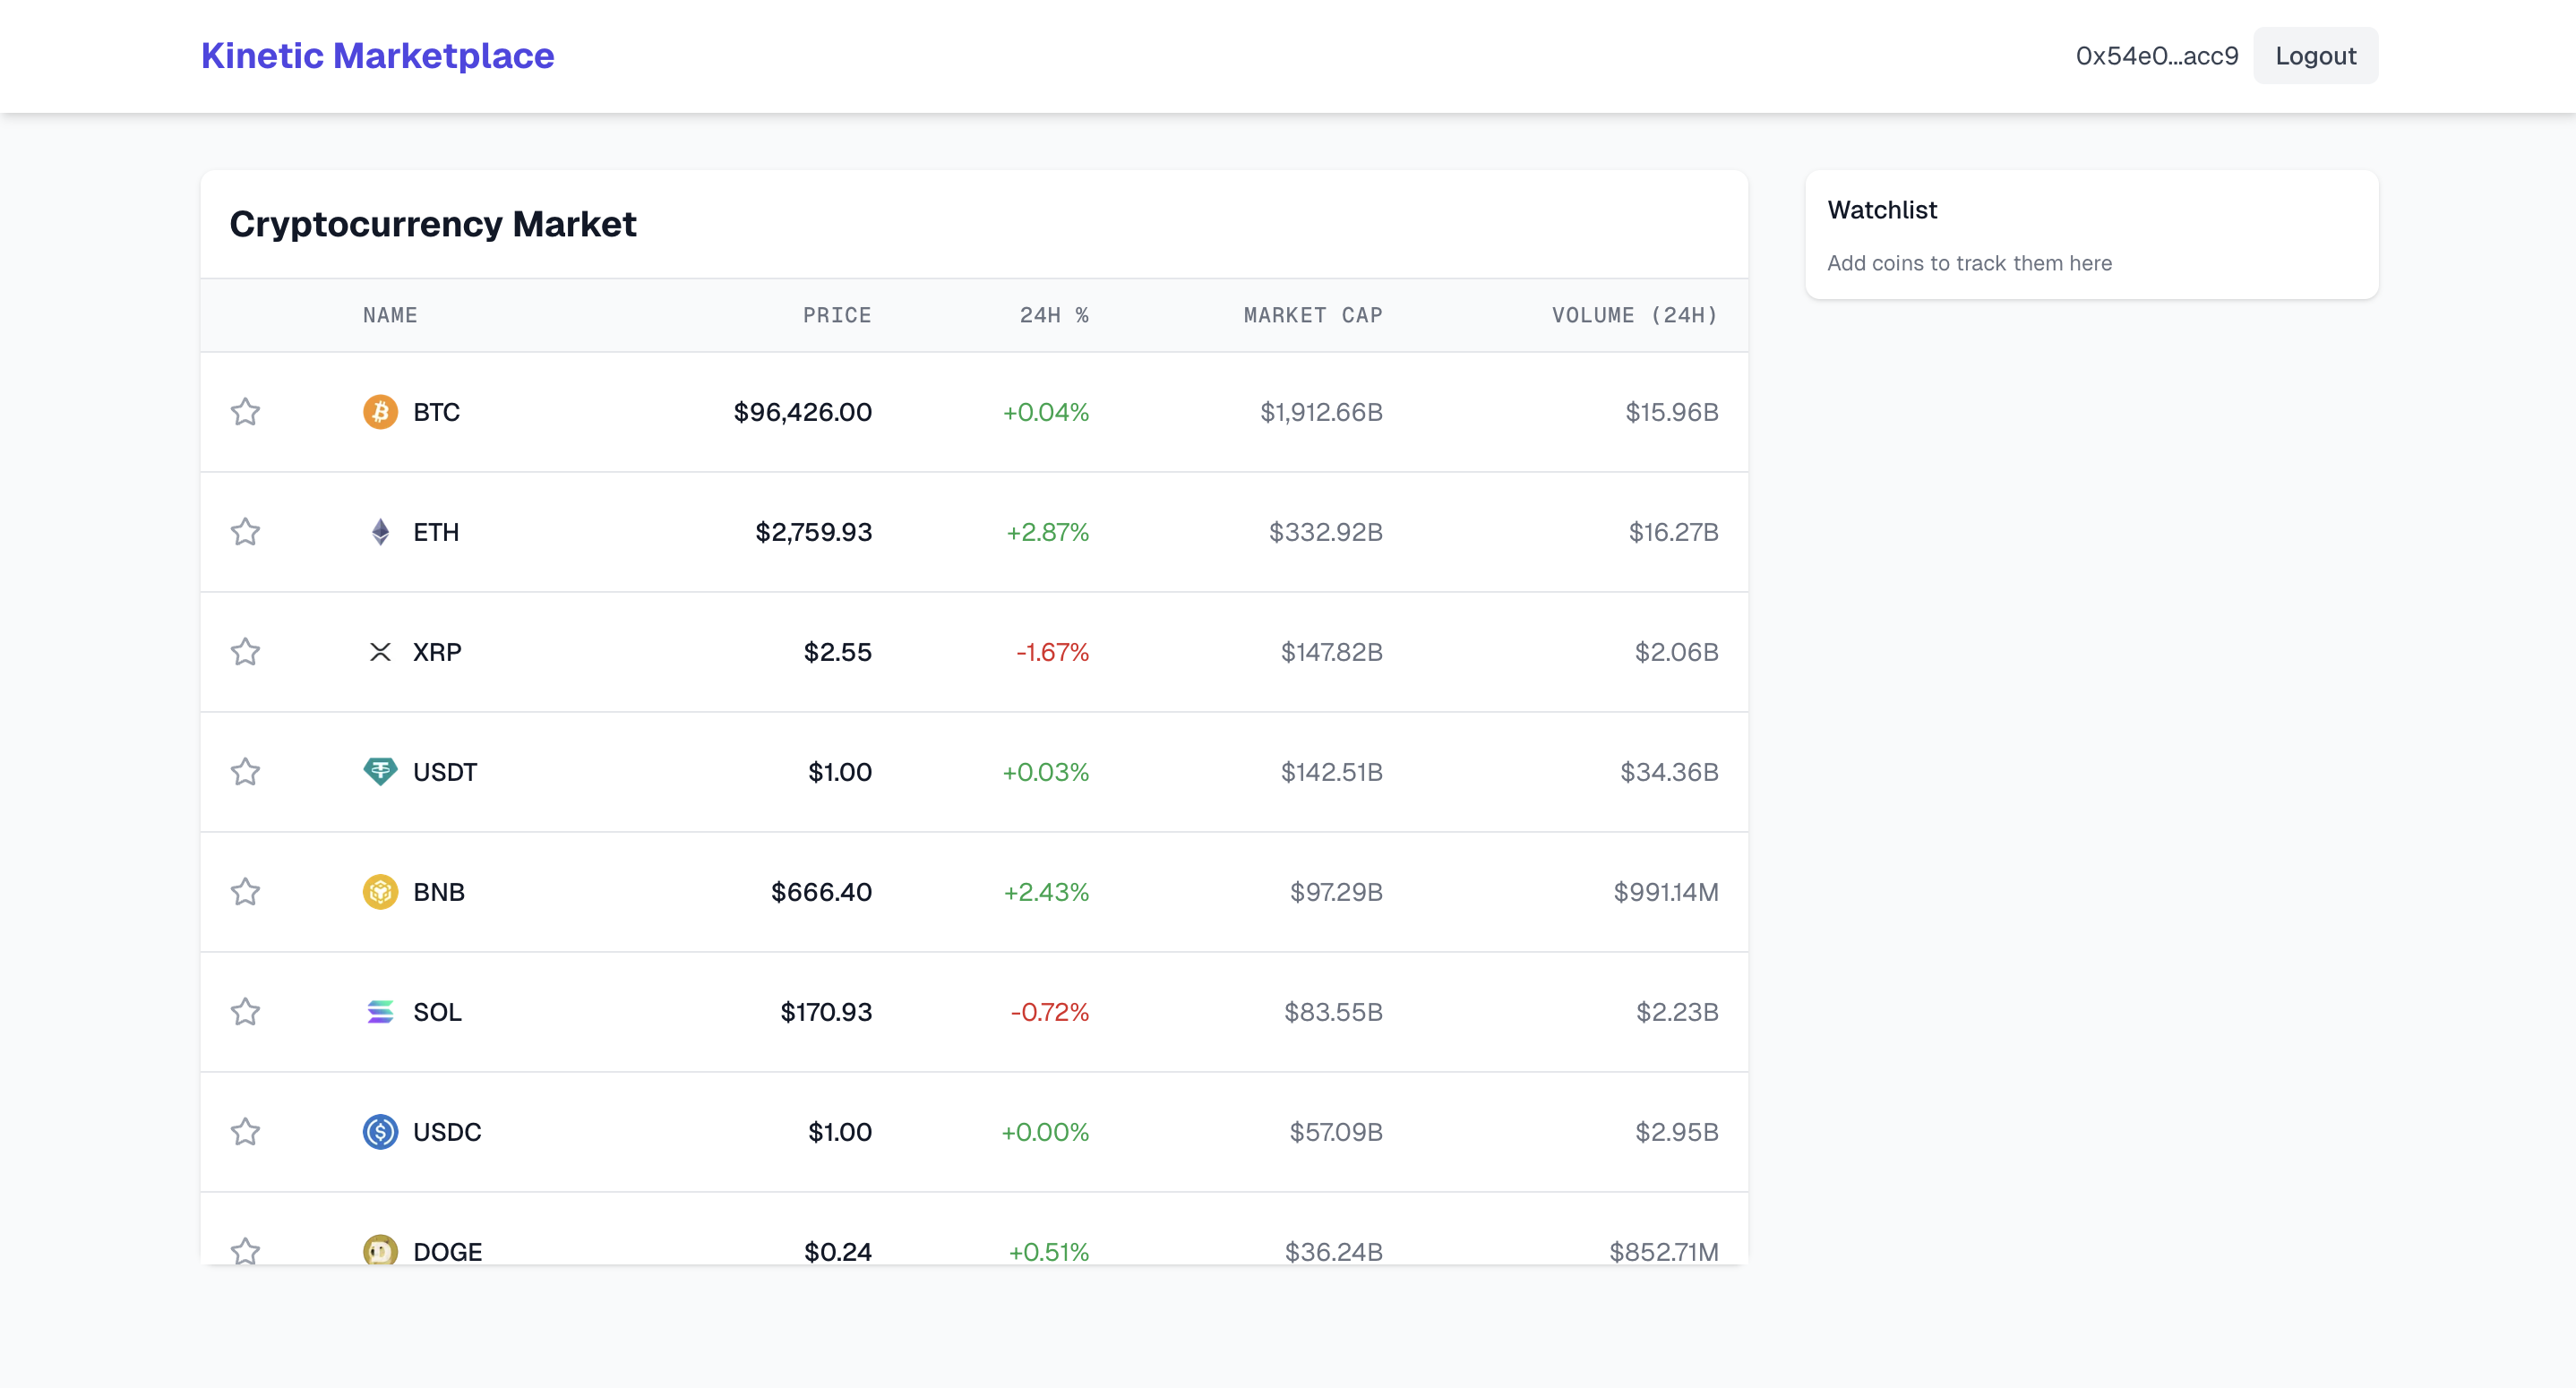 Kinetic Marketplace
0x54e0...acc9 Logout
Cryptocurrency Market
NAME PRICE 24H % MARKET CAP VOLUME (24H)
BTC $96,426.00 +0.04% $1,912.66B $15.96B
ETH $2,759.93 +2.87% $332.92B $16.27B
XRP $2.55 -1.67% $147.82B $2.06B
USDT $1.00 +0.03% $142.51B $34.36B
BNB $666.40 +2.43% $97.29B $991.14M
SOL $170.93 -0.72% $83.55B $2.23B
USDC $1.00 +0.00% $57.09B $2.95B
DOGE $0.24 +0.51% $36.24B $852.71M
Watchlist
Add coins to track them here